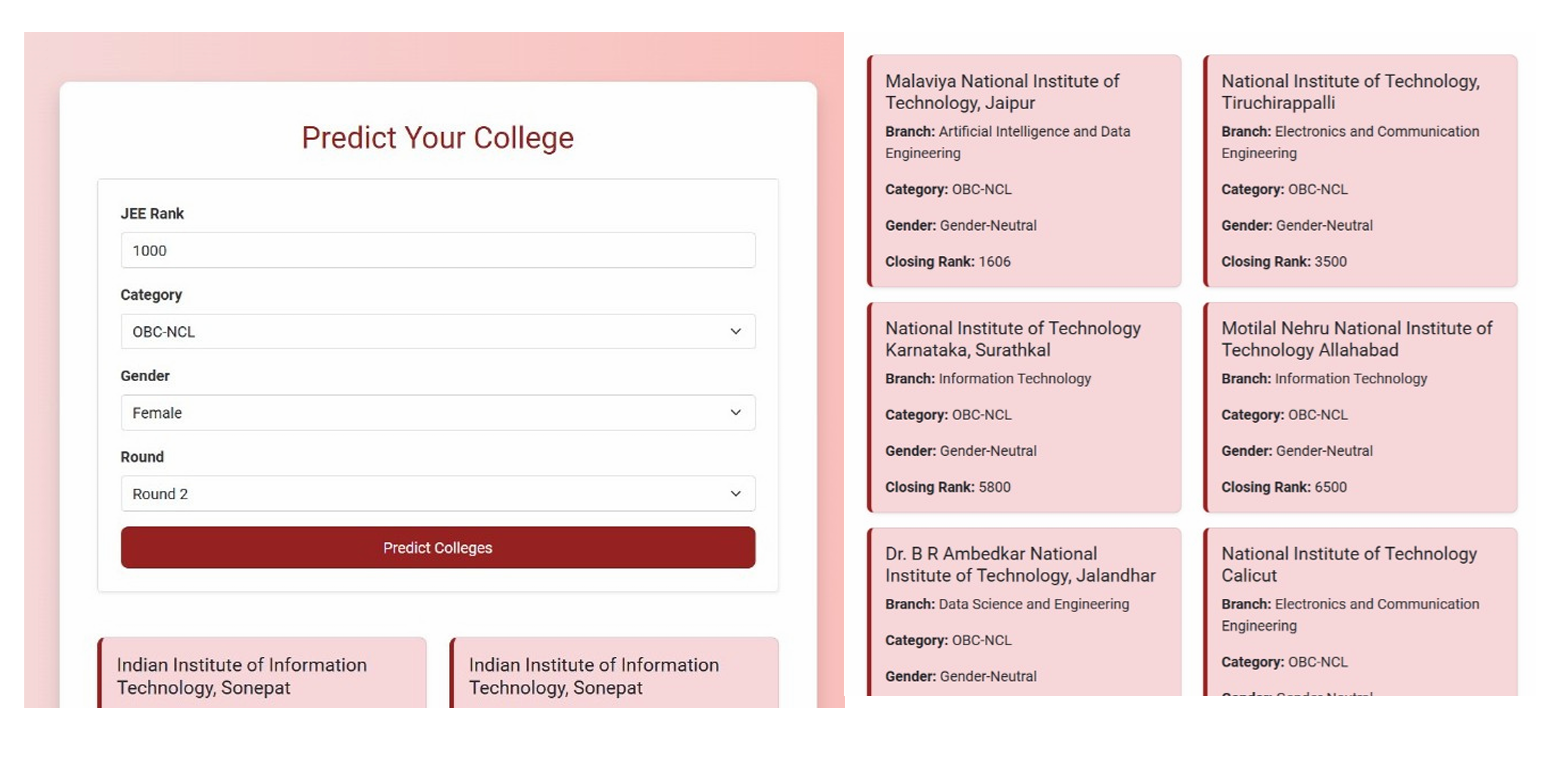 Predict Your College
JEE Rank
1000
Category
OBC-NCL
Gender
Female
Round
Round 2
Predict Colleges
Indian Institute of Information
Technology, Sonepat
Indian Institute of Information
Technology, Sonepat
Malaviya National Institute of
Technology, Jaipur
Branch: Artificial Intelligence and Data
Engineering
Category: OBC-NCL
Gender: Gender-Neutral
Closing Rank: 1606
National Institute of Technology,
Tiruchirappalli
Branch: Electronics and Communication
Engineering
Category: OBC-NCL
Gender: Gender-Neutral
Closing Rank: 3500
National Institute of Technology
Karnataka, Surathkal
Branch: Information Technology
Category: OBC-NCL
Gender: Gender-Neutral
Closing Rank: 5800
Motilal Nehru National Institute of
Technology Allahabad
Branch: Information Technology
Category: OBC-NCL
Gender: Gender-Neutral
Closing Rank: 6500
Dr. B R Ambedkar National
Institute of Technology, Jalandhar
Branch: Data Science and Engineering
Category: OBC-NCL
Gender: Gender-Neutral
National Institute of Technology
Calicut
Branch: Electronics and Communication
Engineering
Category: OBC-NCL
Gender: Gender-Neutral